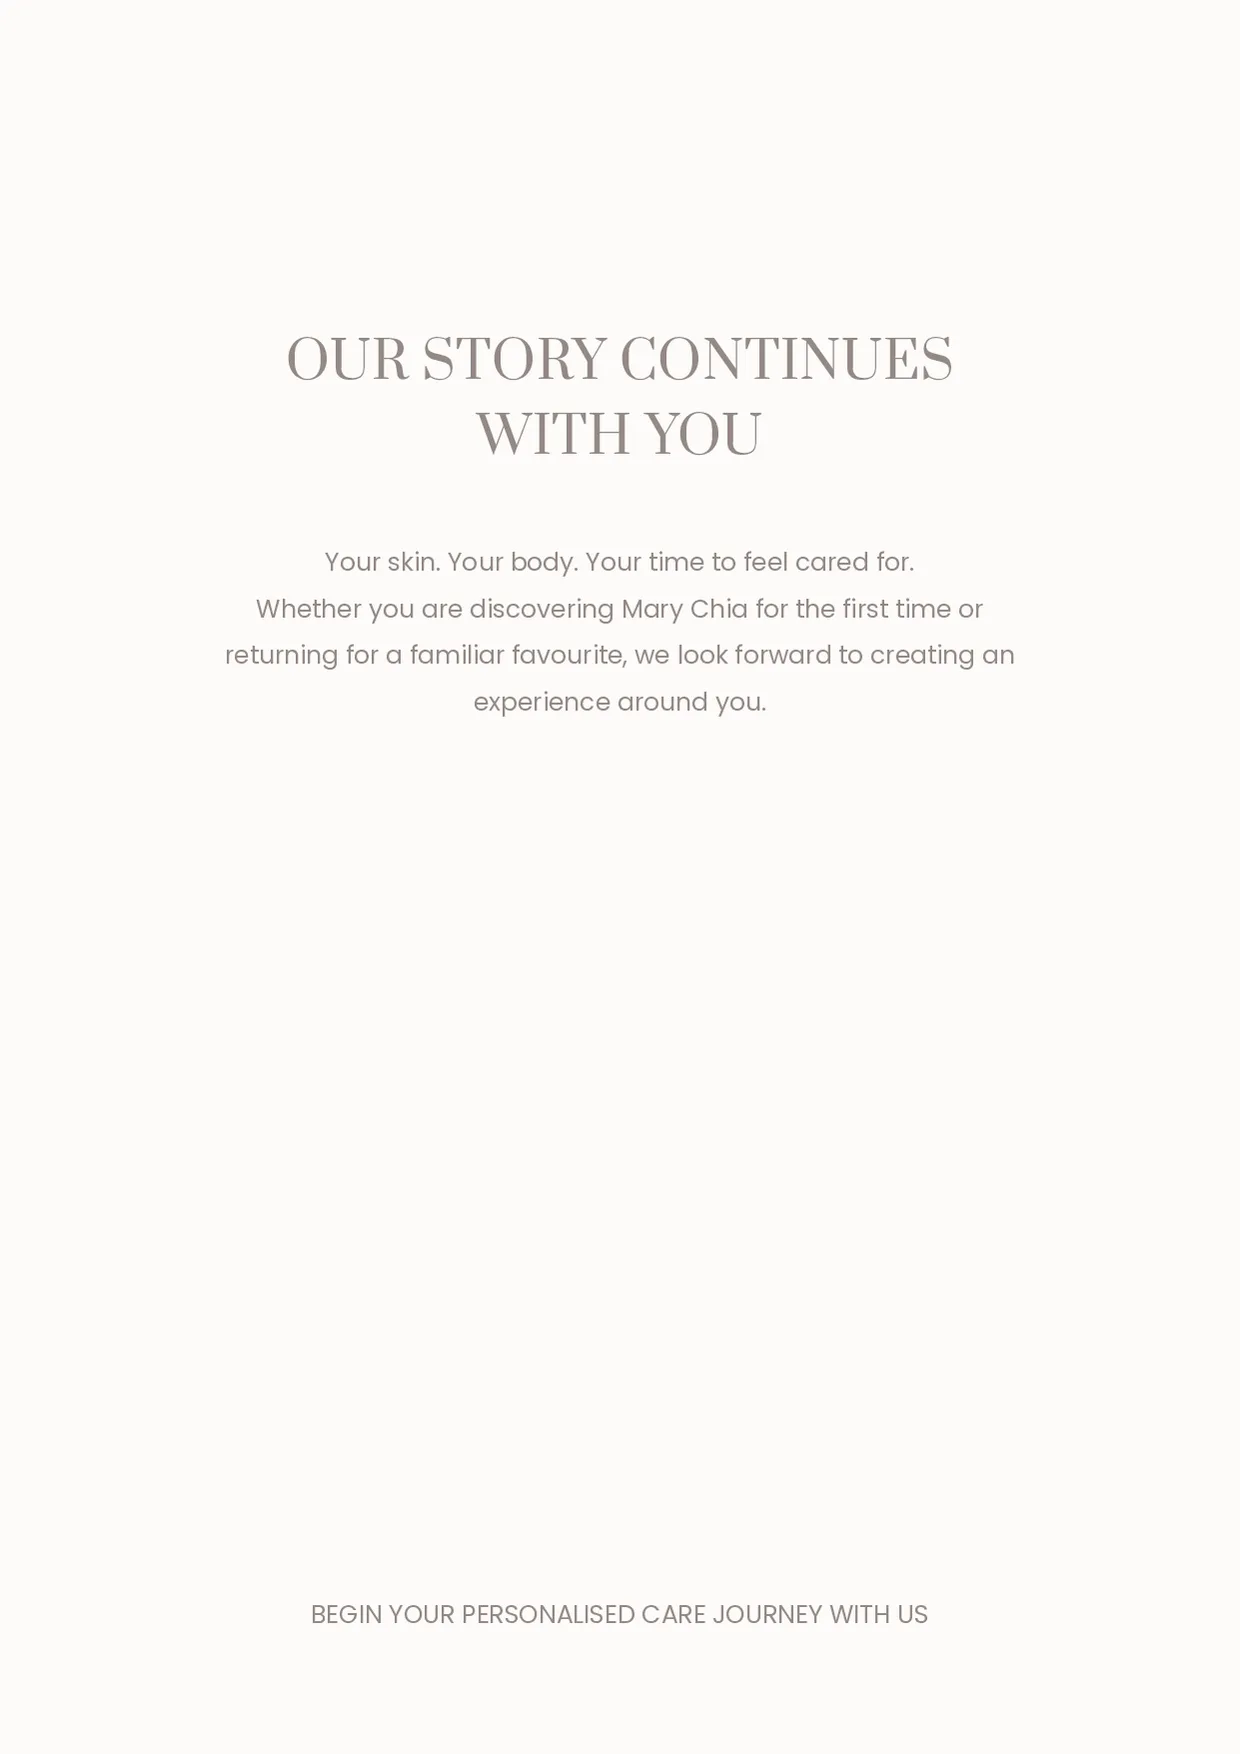 OUR STORY CONTINUES
WITH YOU
Your skin. Your body. Your time to feel cared for.
Whether you are discovering Mary Chia for the first time or
returning for a familiar favourite, we look forward to creating an
experience around you.
BEGIN YOUR PERSONALISED CARE JOURNEY WITH US